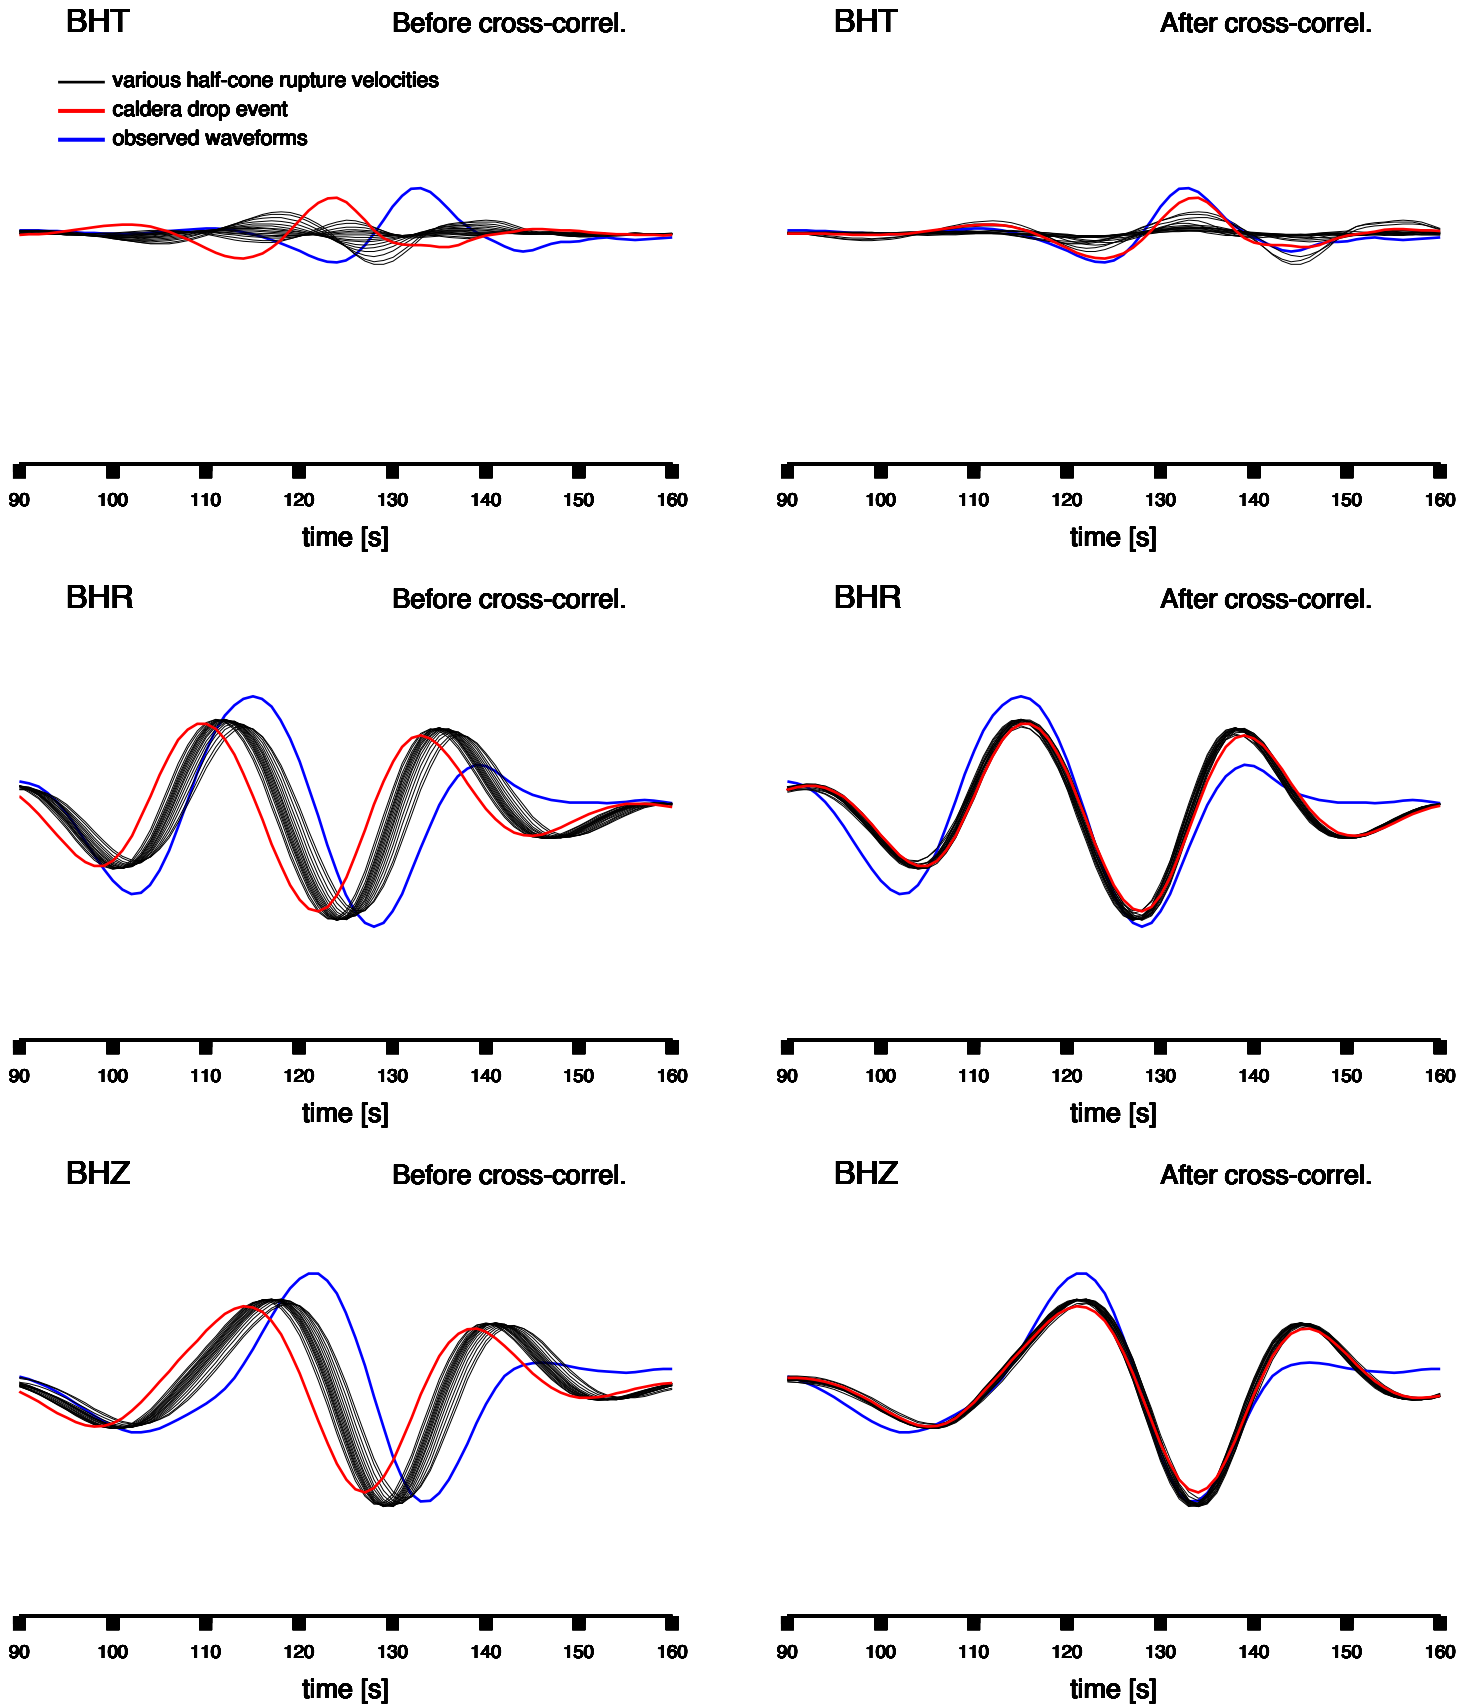 BHT Before cross-correl.
various half-cone rupture velocities
caldera drop event
observed waveforms
90 100 110 120 130 140 150 160
time [s]
BHT After cross-correl.
90 100 110 120 130 140 150 160
time [s]
BHR Before cross-correl.
90 100 110 120 130 140 150 160
time [s]
BHR After cross-correl.
90 100 110 120 130 140 150 160
time [s]
BHZ Before cross-correl.
90 100 110 120 130 140 150 160
time [s]
BHZ After cross-correl.
90 100 110 120 130 140 150 160
time [s]